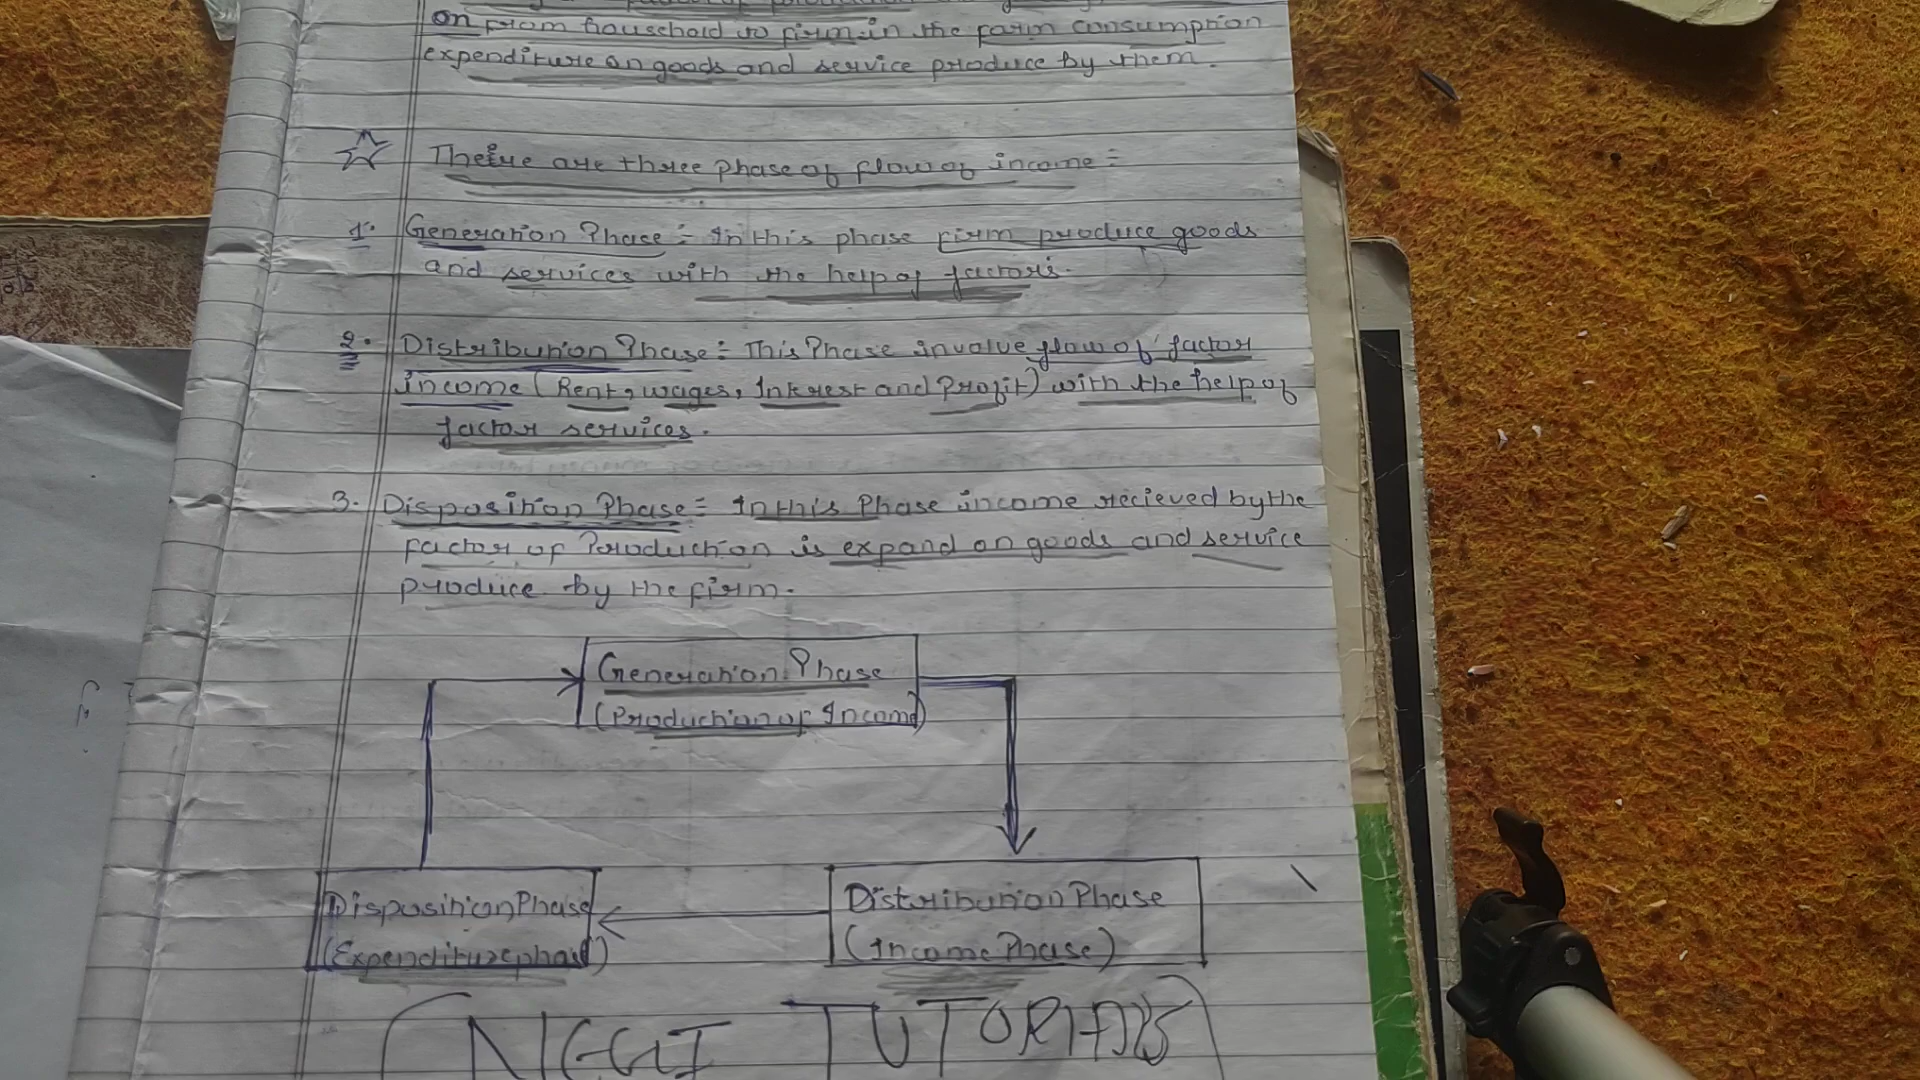 on from household to firm in the form consumption
expenditure on goods and service produce by them.
There are three phase of flow of income :-
1. Generation Phase :- In this phase firm produce goods
and services with the help of factors.
2. Distribution Phase :- This Phase involve flow of factor
income (Rent, wages, Interest and Profit) with the help of
factor services.
3. Disposition Phase :- In this Phase income recieved by the
factor of Production is expand on goods and service
produce by the firm.
Generation Phase
(Production of Income)
Disposition Phase
(Expenditure phase)
Distribution Phase
(Income Phase)
NEGI TUTORIALS